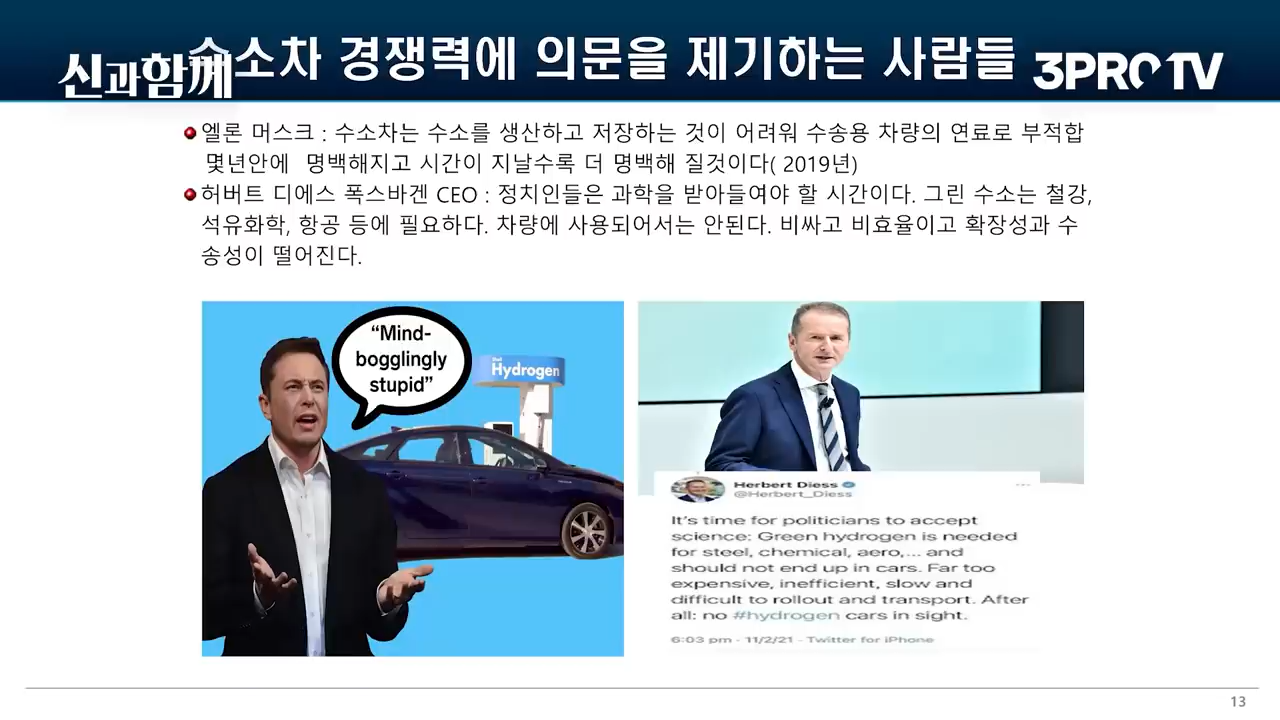 수소차 경쟁력에 의문을 제기하는 사람들
신과함께
3PROTV
엘론 머스크 : 수소차는 수소를 생산하고 저장하는 것이 어려워 수송용 차량의 연료로 부적합
몇년안에 명백해지고 시간이 지날수록 더 명백해 질것이다( 2019년)
허버트 디에스 폭스바겐 CEO : 정치인들은 과학을 받아들여야 할 시간이다. 그린 수소는 철강,
석유화학, 항공 등에 필요하다. 차량에 사용되어서는 안된다. 비싸고 비효율이고 확장성과 수
송성이 떨어진다.
“Mind-
bogglingly
stupid”
Hydrogen
Herbert Diess
@Herbert_Diess
It's time for politicians to accept
science: Green hydrogen is needed
for steel, chemical, aero,... and
should not end up in cars. Far too
expensive, inefficient, slow and
difficult to rollout and transport. After
all: no #hydrogen cars in sight.
6:03 pm · 11/2/21 · Twitter for iPhone
13